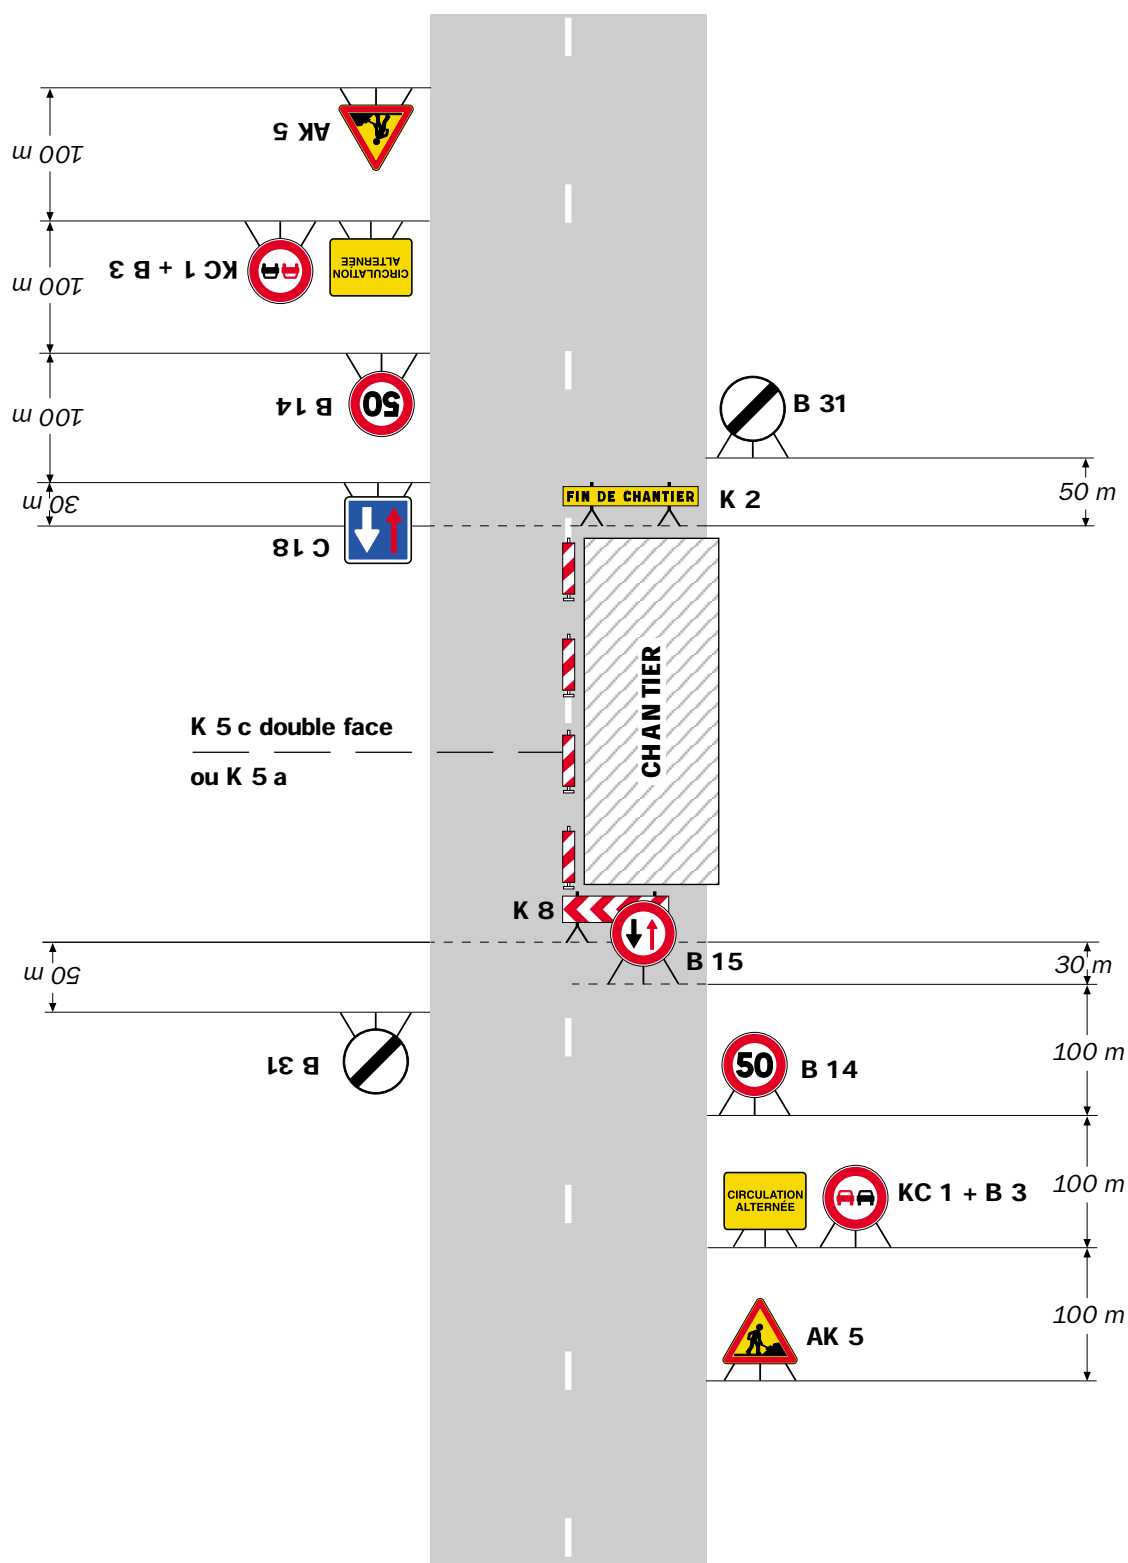 AK 5
100 m
KC 1 + B 3
CIRCULATION
ALTERNÉE
100 m
B 14
50
100 m
B 31
50 m
30 m
C 18
FIN DE CHANTIER
K 2
CHANTIER
K 5 c double face
ou K 5 a
K 8
B 15
30 m
50 m
B 31
50
B 14
100 m
CIRCULATION
ALTERNÉE
KC 1 + B 3
100 m
AK 5
100 m